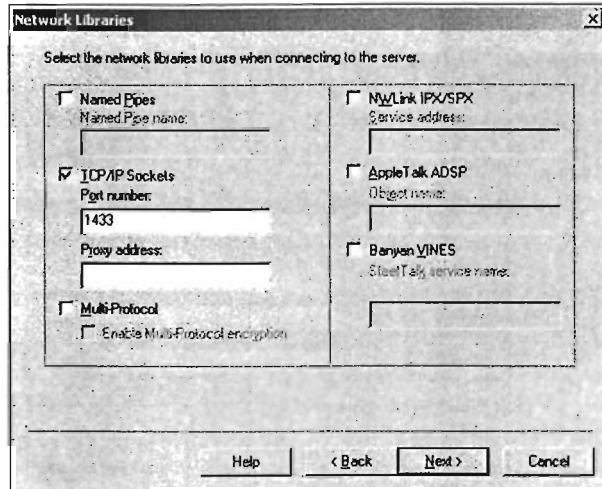 Network Libraries
Select the network libraries to use when connecting to the server.
Named Pipes
Named Pipe name:
TCP/IP Sockets
Port number:
1433
Proxy address:
Multi-Protocol
Enable Multi-Protocol encryption
NWLink IPX/SPX
Service address:
AppleTalk ADSP
Object name:
Banyan VINES
StreetTalk service name:
Help
< Back
Next >
Cancel